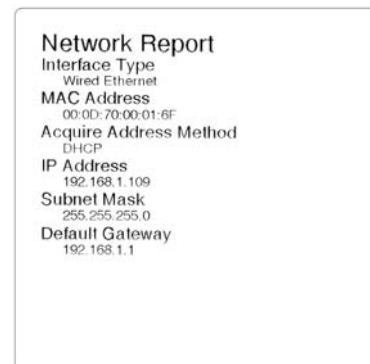 Network Report
Interface Type
Wired Ethernet
MAC Address
00:0D:70:00:01:6F
Acquire Address Method
DHCP
IP Address
192.168.1.109
Subnet Mask
255.255.255.0
Default Gateway
192.168.1.1